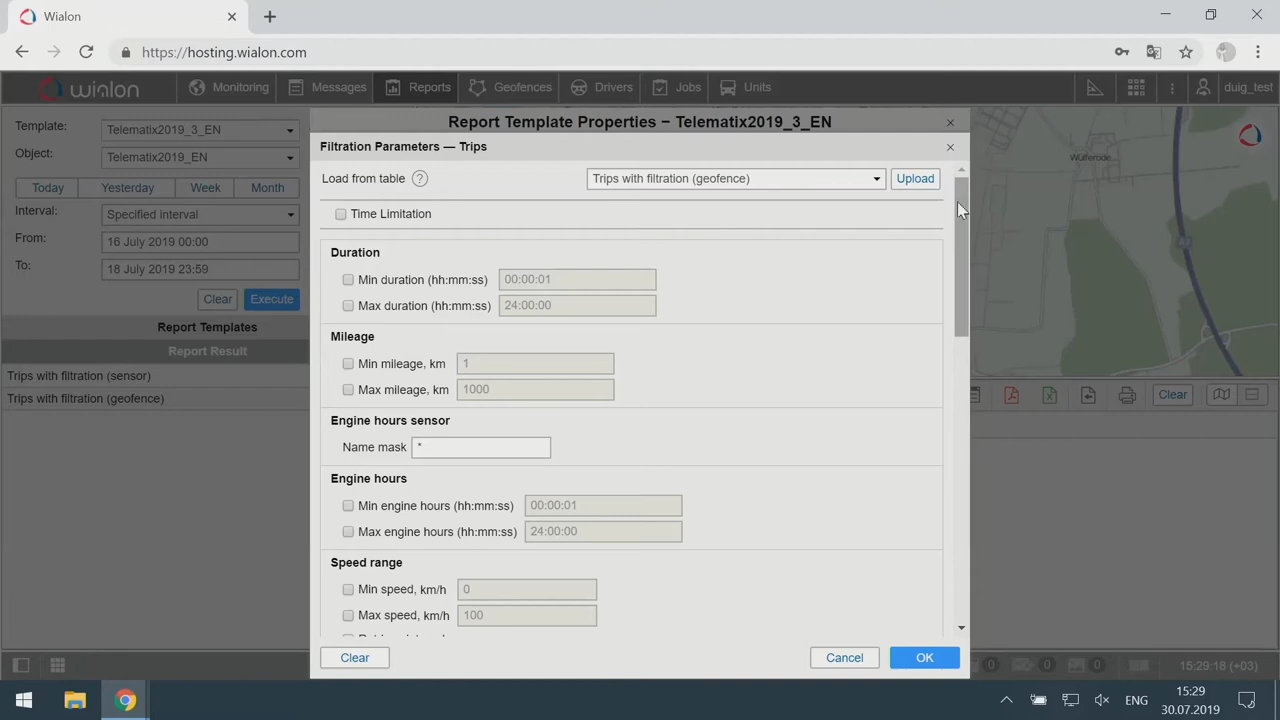 Wialon
https://hosting.wialon.com
wialon
Monitoring
Messages
Reports
Geofences
Drivers
Jobs
Units
duig_test
Template:
Telematix2019_3_EN
Object:
Telematix2019_EN
Today
Yesterday
Week
Month
Interval:
Specified interval
From:
16 July 2019 00:00
To:
18 July 2019 23:59
Clear
Execute
Report Templates
Report Result
Trips with filtration (sensor)
Trips with filtration (geofence)
Report Template Properties – Telematix2019_3_EN
Filtration Parameters — Trips
Load from table ?
Trips with filtration (geofence)
Upload
Time Limitation
Duration
Min duration (hh:mm:ss) 00:00:01
Max duration (hh:mm:ss) 24:00:00
Mileage
Min mileage, km 1
Max mileage, km 1000
Engine hours sensor
Name mask *
Engine hours
Min engine hours (hh:mm:ss) 00:00:01
Max engine hours (hh:mm:ss) 24:00:00
Speed range
Min speed, km/h 0
Max speed, km/h 100
Clear
Cancel
OK
Wülferode
Clear
0
0
0
15:29:18 (+03)
ENG
15:29
30.07.2019